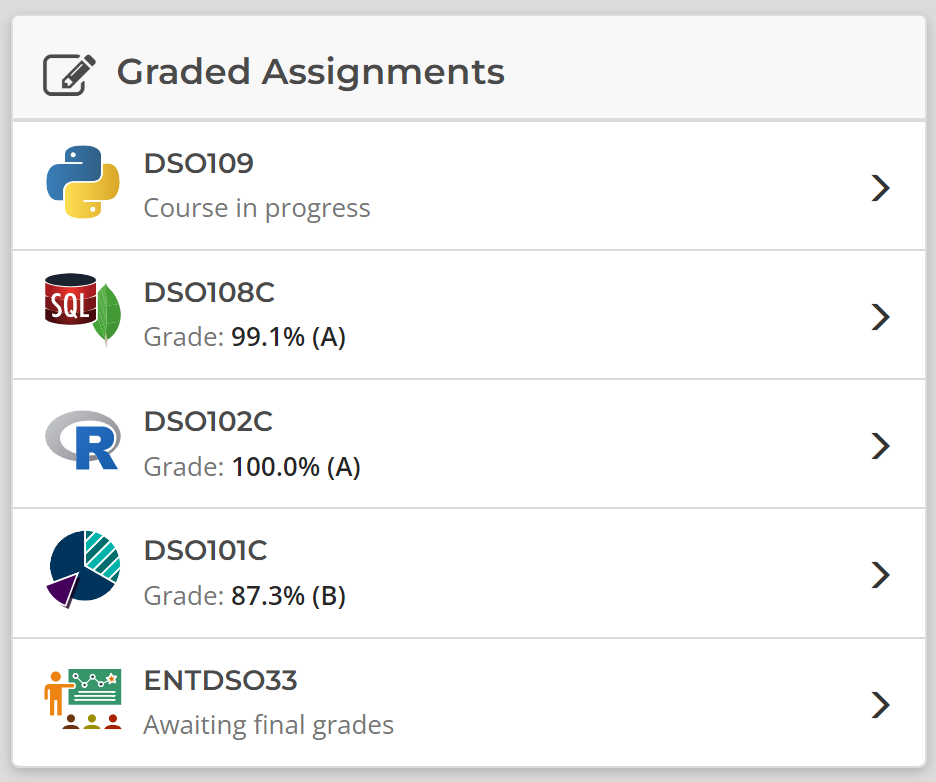 Graded Assignments
DSO109
Course in progress
SQL
DSO108C
Grade: 99.1% (A)
R
DSO102C
Grade: 100.0% (A)
DSO101C
Grade: 87.3% (B)
ENTDSO33
Awaiting final grades